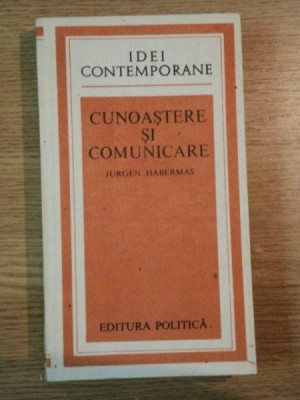 IDEI
CONTEMPORANE
CUNOAȘTERE
ȘI
COMUNICARE
JURGEN HABERMAS
EDITURA POLITICĂ